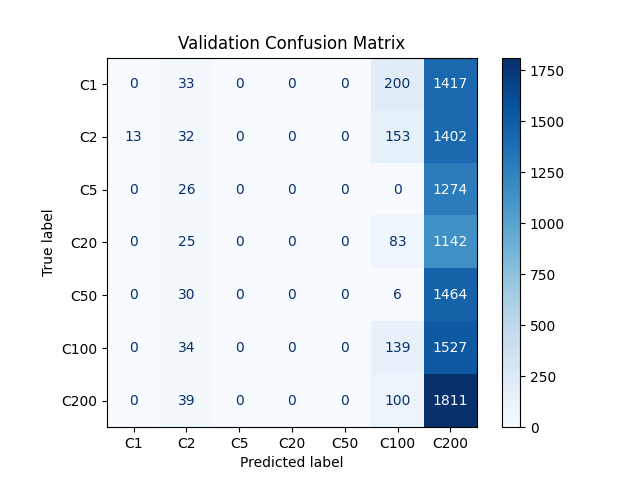 Validation Confusion Matrix
C1 0 33 0 0 0 200 1417
C2 13 32 0 0 0 153 1402
C5 0 26 0 0 0 0 1274
C20 0 25 0 0 0 83 1142
C50 0 30 0 0 0 6 1464
C100 0 34 0 0 0 139 1527
C200 0 39 0 0 0 100 1811
C1 C2 C5 C20 C50 C100 C200
Predicted label
True label
1750
1500
1250
1000
750
500
250
0